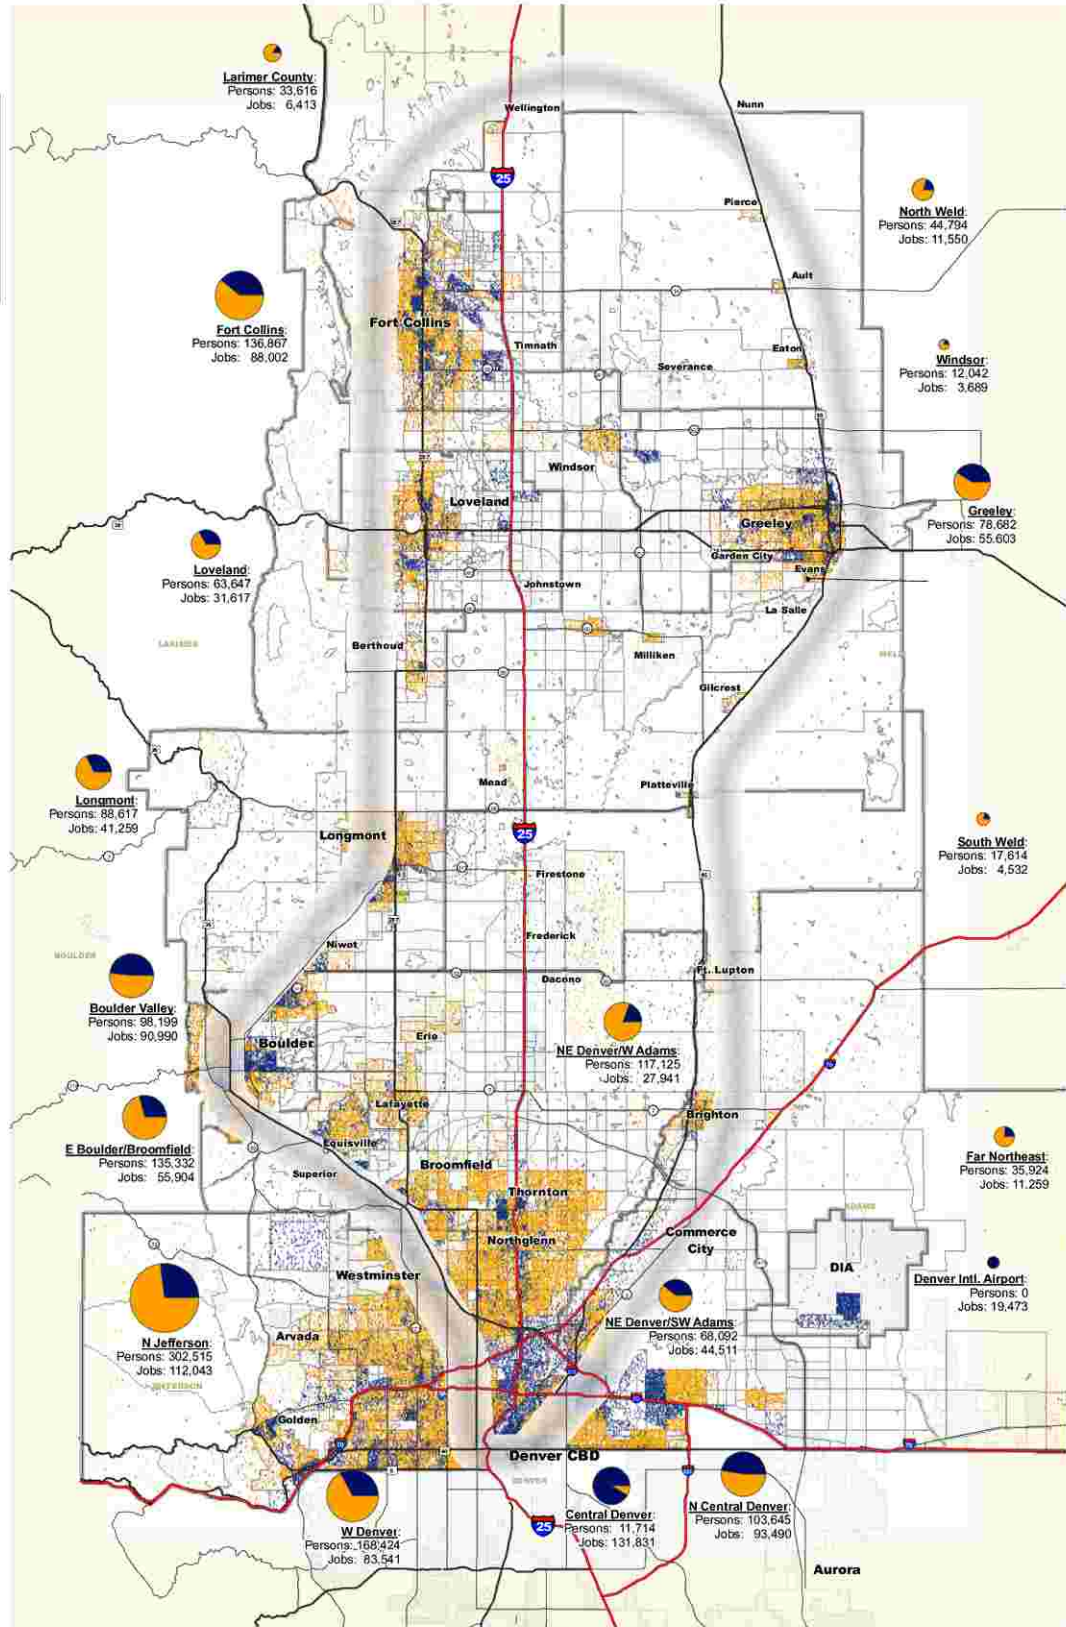 Larimer County:
Persons: 33,616
Jobs: 6,413
Wellington
Nunn
25
Pierce
North Weld:
Persons: 44,794
Jobs: 11,550
Ault
Fort Collins:
Persons: 136,867
Jobs: 88,002
Fort Collins
Timnath
Eaton
Severance
Windsor:
Persons: 12,042
Jobs: 3,689
287
Windsor
Loveland
Greeley
Greeley:
Persons: 78,682
Jobs: 55,603
Garden City
Evans
Loveland:
Persons: 63,647
Jobs: 31,617
Johnstown
La Salle
LARIMER
Berthoud
Milliken
WELD
Gilcrest
Mead
Platteville
Longmont:
Persons: 88,617
Jobs: 41,259
Longmont
25
South Weld:
Persons: 17,614
Jobs: 4,532
Firestone
287
Frederick
Niwot
BOULDER
Dacono
Ft. Lupton
Boulder Valley:
Persons: 98,199
Jobs: 90,990
Boulder
Erie
NE Denver/W Adams:
Persons: 117,125
Jobs: 27,941
Lafayette
Brighton
E Boulder/Broomfield:
Persons: 135,332
Jobs: 55,904
Louisville
Superior
Broomfield
Far Northeast:
Persons: 35,924
Jobs: 11,259
Thornton
ADAMS
Northglenn
Commerce
City
DIA
Westminster
Denver Intl. Airport:
Persons: 0
Jobs: 19,473
N Jefferson:
Persons: 302,515
Jobs: 112,043
JEFFERSON
Arvada
NE Denver/SW Adams:
Persons: 68,092
Jobs: 44,511
Golden
Denver CBD
DENVER
W Denver:
Persons: 168,424
Jobs: 83,541
Central Denver:
Persons: 11,714
Jobs: 131,831
N Central Denver:
Persons: 103,645
Jobs: 93,490
25
Aurora